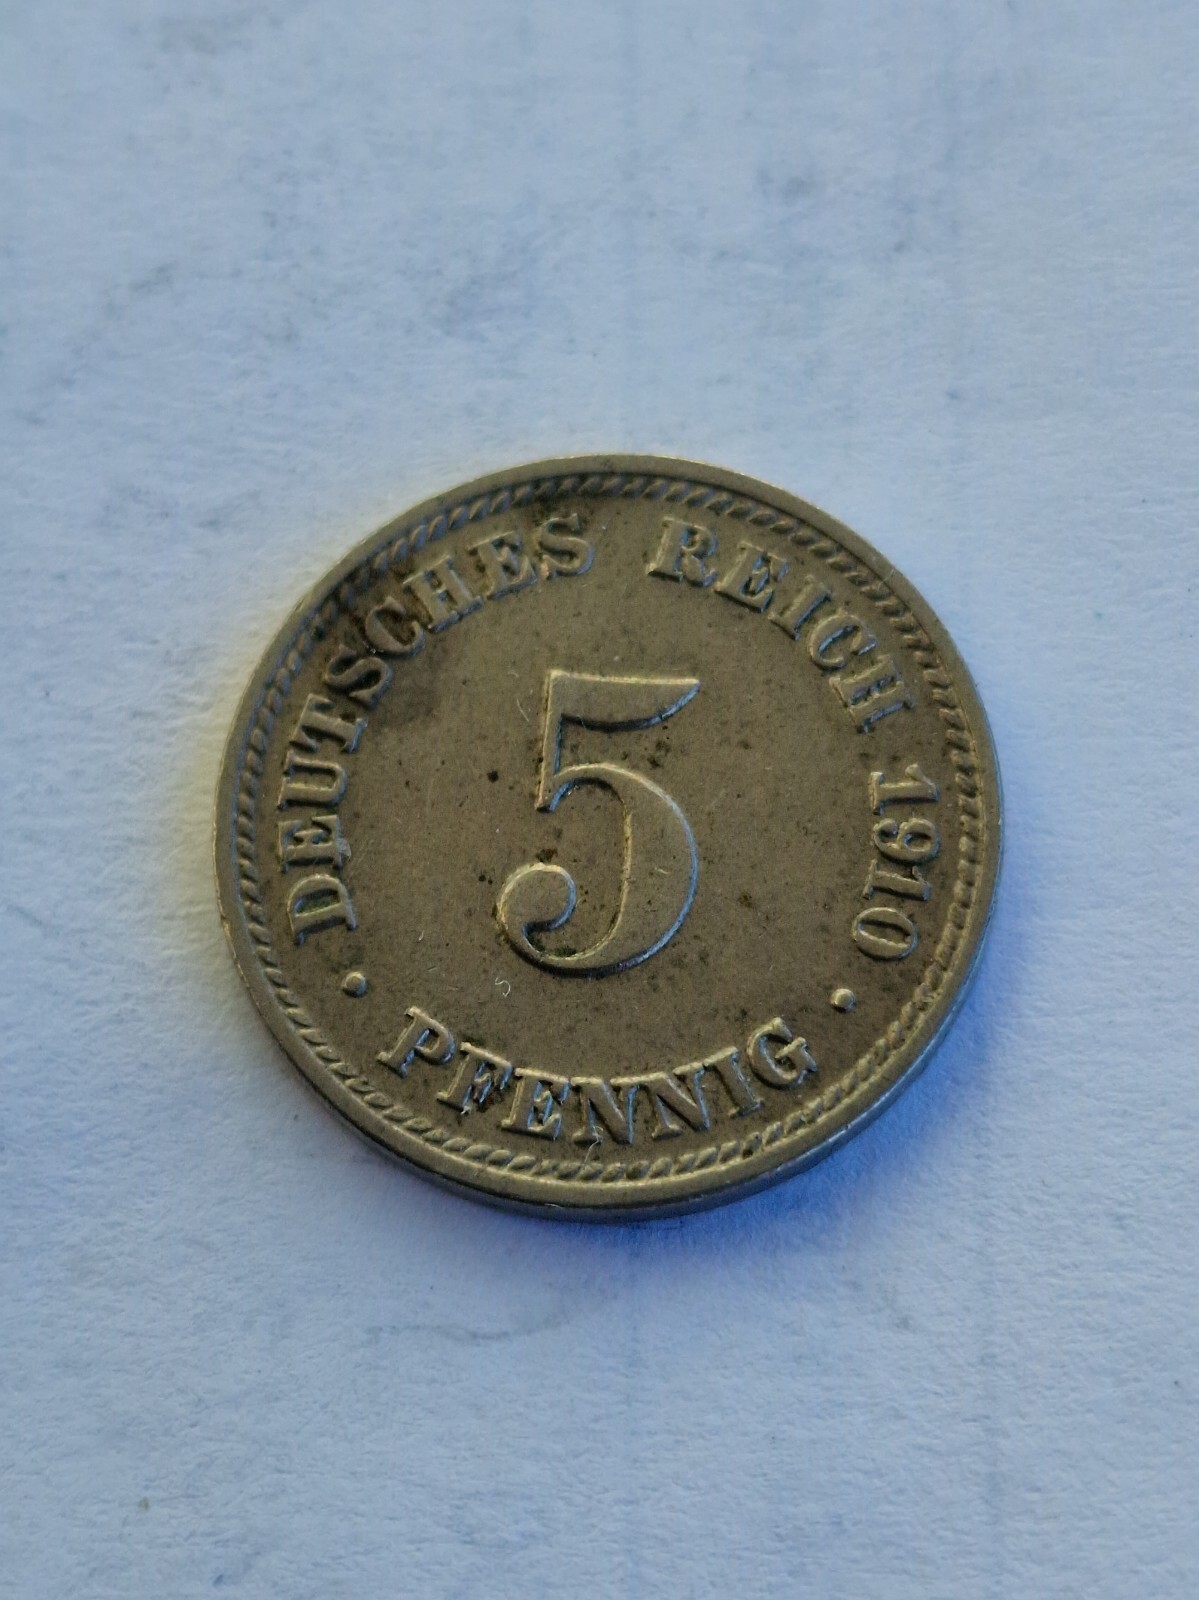 DEUTSCHES REICH 1910
5
· PFENNIG ·